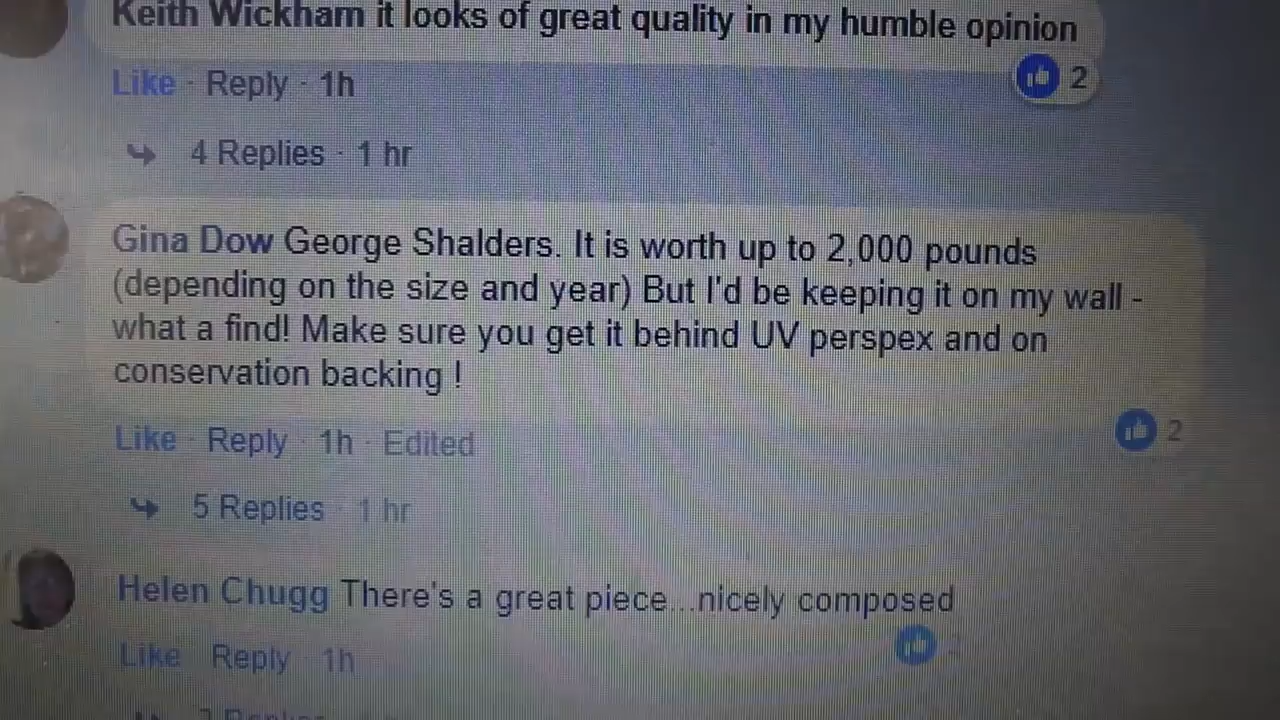 Keith Wickham it looks of great quality in my humble opinion
Like · Reply · 1h
2
4 Replies · 1 hr
Gina Dow George Shalders. It is worth up to 2,000 pounds
(depending on the size and year) But I'd be keeping it on my wall -
what a find! Make sure you get it behind UV perspex and on
conservation backing !
Like · Reply · 1h · Edited
2
5 Replies · 1 hr
Helen Chugg There's a great piece...nicely composed
Like Reply 1h
Replies